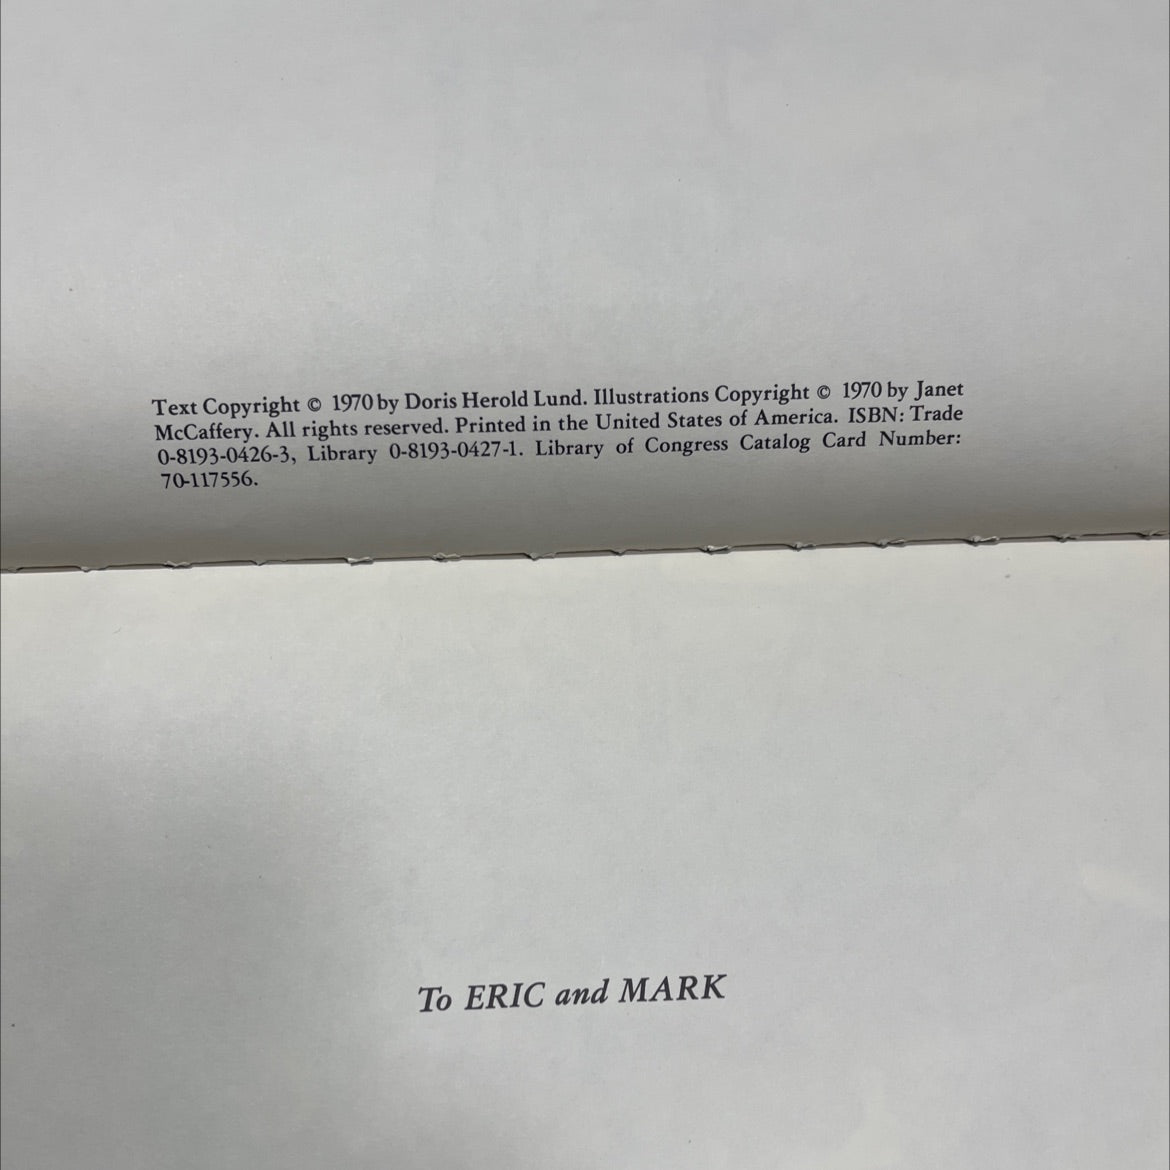 Text Copyright © 1970 by Doris Herold Lund. Illustrations Copyright © 1970 by Janet
McCaffery. All rights reserved. Printed in the United States of America. ISBN: Trade
0-8193-0426-3, Library 0-8193-0427-1. Library of Congress Catalog Card Number:
70-117556.
To ERIC and MARK